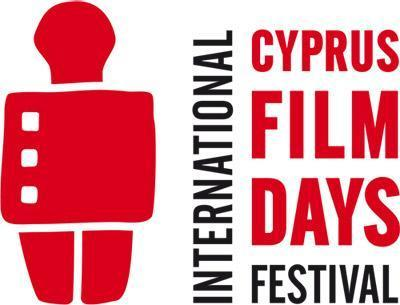 INTERNATIONAL
CYPRUS
FILM
DAYS
FESTIVAL